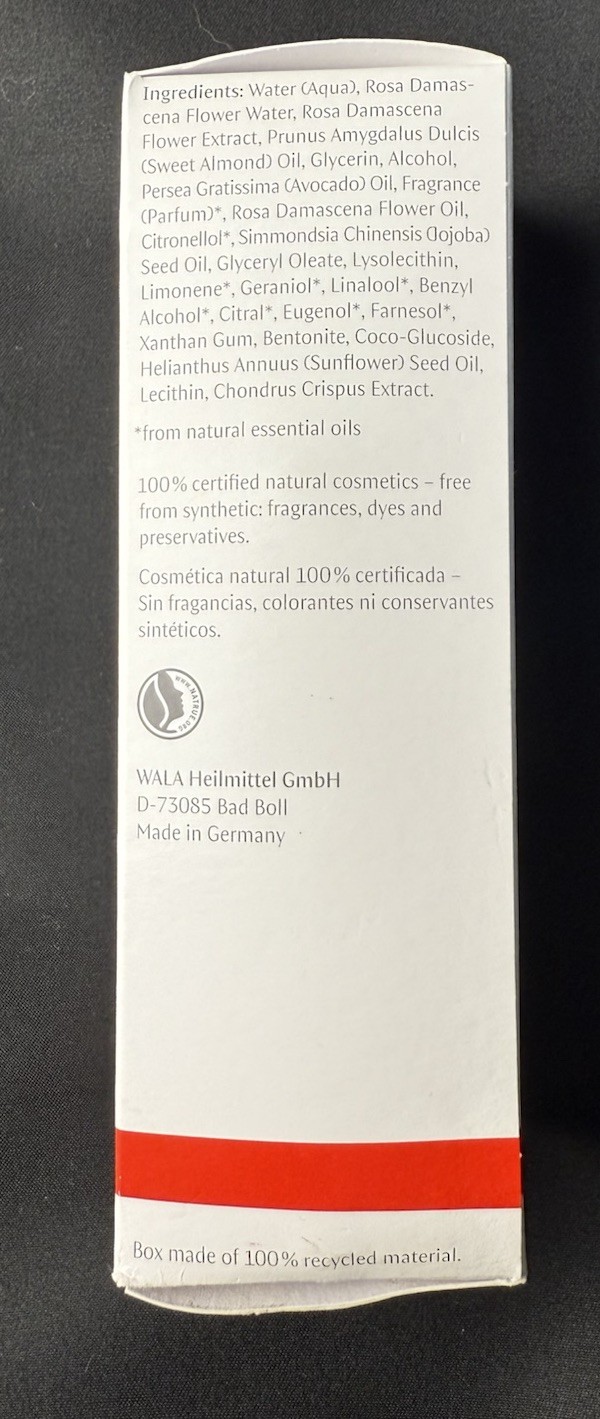 Ingredients: Water (Aqua), Rosa Damas-
cena Flower Water, Rosa Damascena
Flower Extract, Prunus Amygdalus Dulcis
(Sweet Almond) Oil, Glycerin, Alcohol,
Persea Gratissima (Avocado) Oil, Fragrance
(Parfum)*, Rosa Damascena Flower Oil,
Citronellol*, Simmondsia Chinensis (Jojoba)
Seed Oil, Glyceryl Oleate, Lysolecithin,
Limonene*, Geraniol*, Linalool*, Benzyl
Alcohol*, Citral*, Eugenol*, Farnesol*,
Xanthan Gum, Bentonite, Coco-Glucoside,
Helianthus Annuus (Sunflower) Seed Oil,
Lecithin, Chondrus Crispus Extract.
*from natural essential oils
100% certified natural cosmetics – free
from synthetic: fragrances, dyes and
preservatives.
Cosmética natural 100% certificada –
Sin fragancias, colorantes ni conservantes
sintéticos.
WWW.NATRUE.ORG
WALA Heilmittel GmbH
D-73085 Bad Boll
Made in Germany
Box made of 100% recycled material.